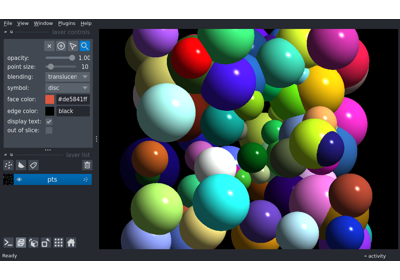 File View Window Plugins Help
layer controls
opacity: 1.00
point size: 10
blending: translucen
symbol: disc
face color: #de5841ff
edge color: black
display text:
out of slice:
layer list
pts
Ready
activity